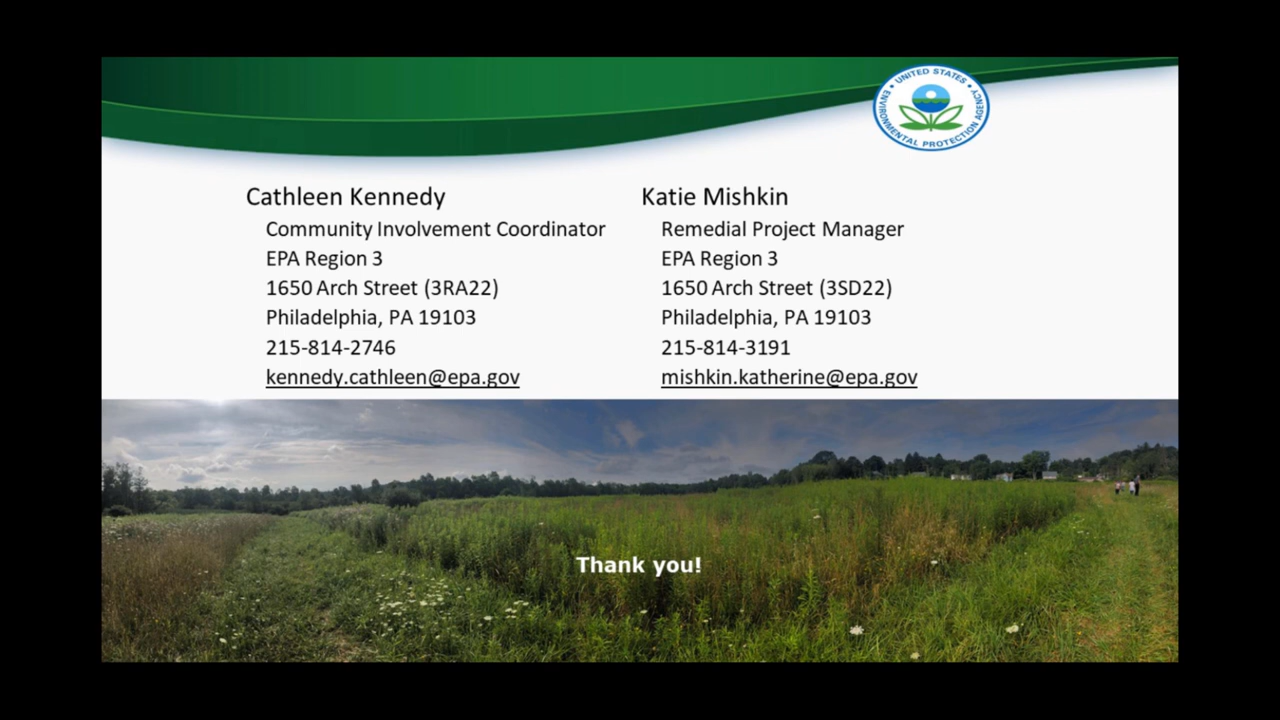 UNITED STATES
ENVIRONMENTAL PROTECTION AGENCY
Cathleen Kennedy
Community Involvement Coordinator
EPA Region 3
1650 Arch Street (3RA22)
Philadelphia, PA 19103
215-814-2746
kennedy.cathleen@epa.gov
Katie Mishkin
Remedial Project Manager
EPA Region 3
1650 Arch Street (3SD22)
Philadelphia, PA 19103
215-814-3191
mishkin.katherine@epa.gov
Thank you!